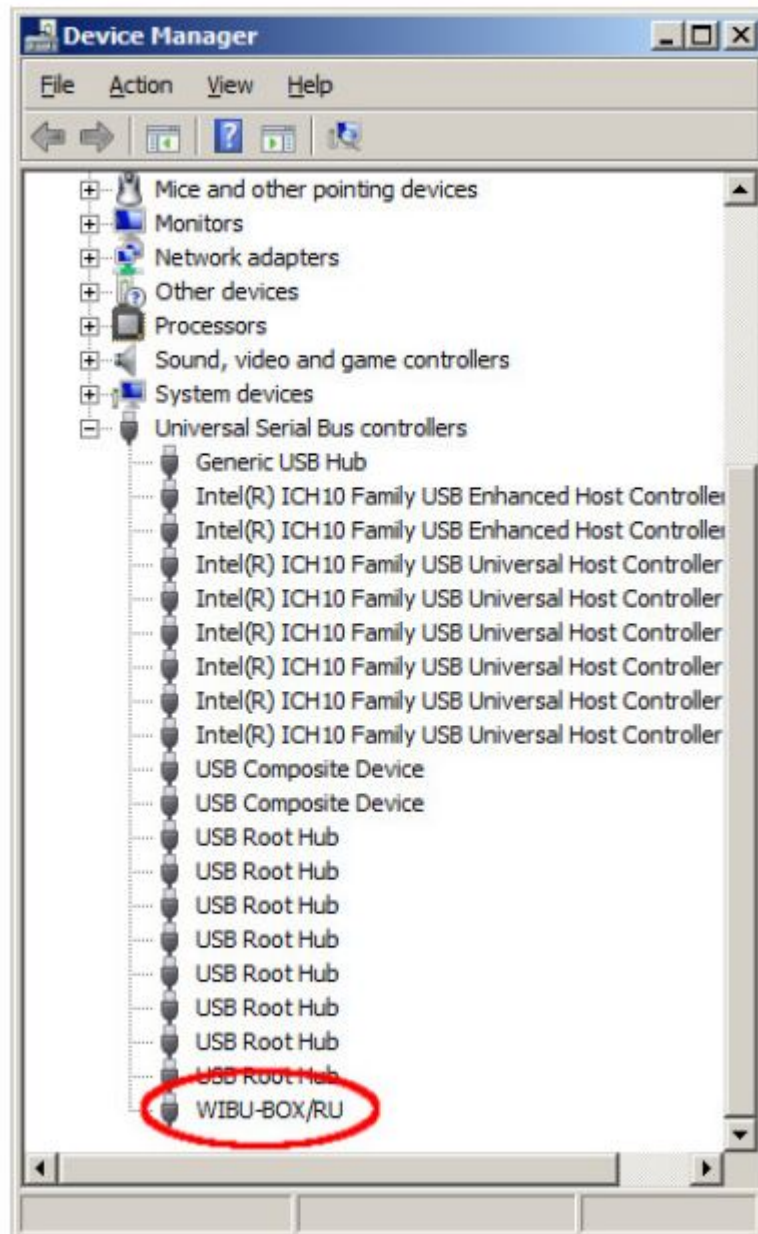 Device Manager
File Action View Help
Mice and other pointing devices
Monitors
Network adapters
Other devices
Processors
Sound, video and game controllers
System devices
Universal Serial Bus controllers
Generic USB Hub
Intel(R) ICH10 Family USB Enhanced Host Controller
Intel(R) ICH10 Family USB Enhanced Host Controller
Intel(R) ICH10 Family USB Universal Host Controller
Intel(R) ICH10 Family USB Universal Host Controller
Intel(R) ICH10 Family USB Universal Host Controller
Intel(R) ICH10 Family USB Universal Host Controller
Intel(R) ICH10 Family USB Universal Host Controller
Intel(R) ICH10 Family USB Universal Host Controller
USB Composite Device
USB Composite Device
USB Root Hub
USB Root Hub
USB Root Hub
USB Root Hub
USB Root Hub
USB Root Hub
USB Root Hub
USB Root Hub
WIBU-BOX/RU